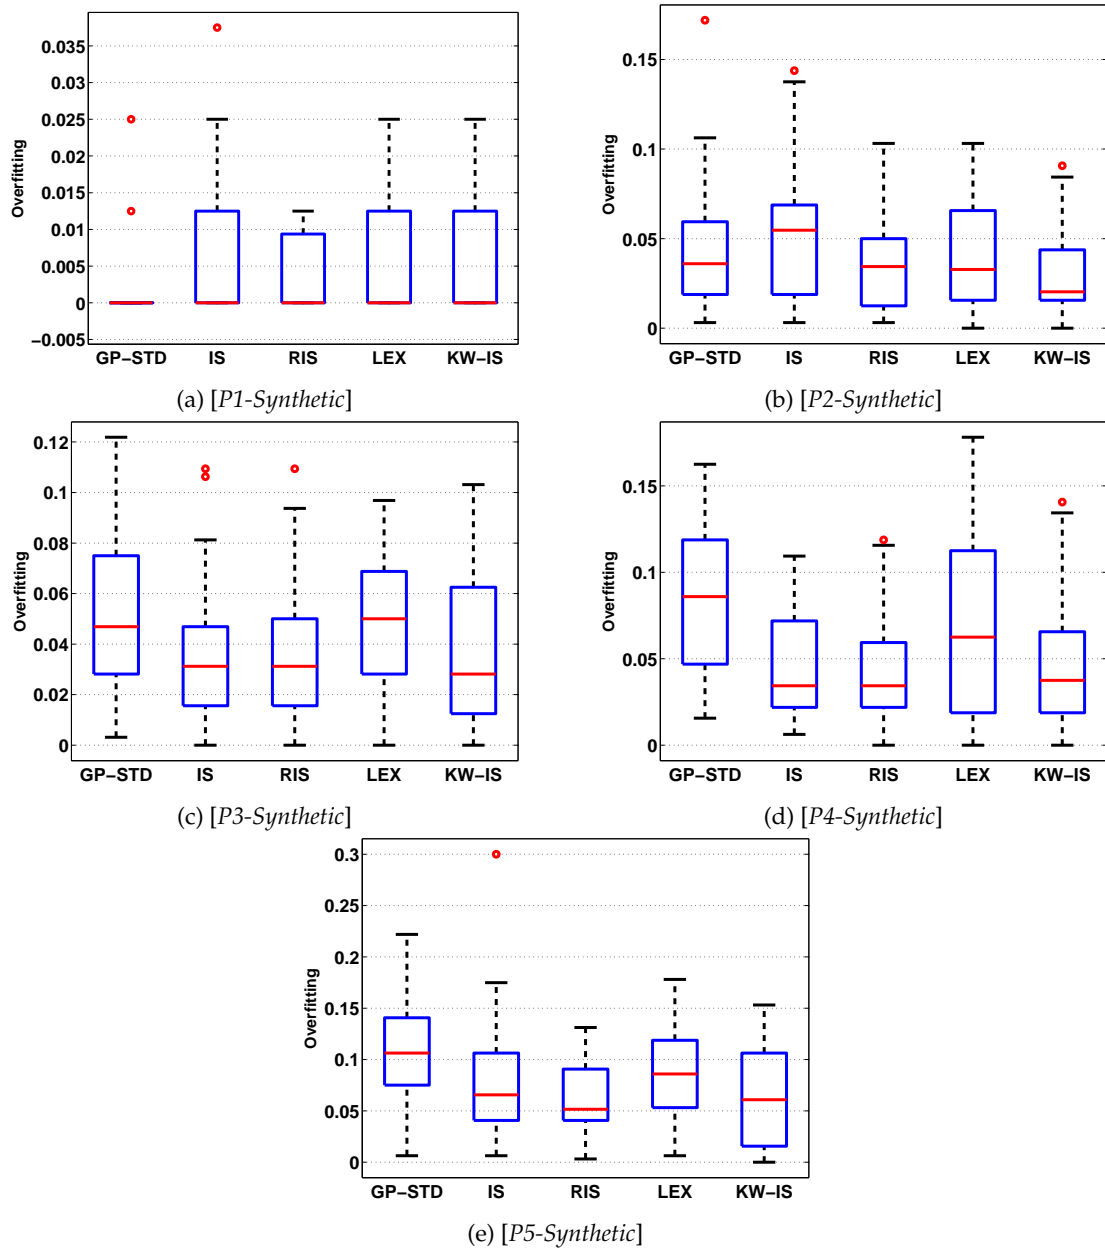 0.035
0.03
0.025
0.02
0.015
0.01
0.005
0
−0.005
Overfitting
GP−STD IS RIS LEX KW−IS
(a) [P1-Synthetic]
0.15
0.1
0.05
0
Overfitting
GP−STD IS RIS LEX KW−IS
(b) [P2-Synthetic]
0.12
0.1
0.08
0.06
0.04
0.02
0
Overfitting
GP−STD IS RIS LEX KW−IS
(c) [P3-Synthetic]
0.15
0.1
0.05
0
Overfitting
GP−STD IS RIS LEX KW−IS
(d) [P4-Synthetic]
0.3
0.25
0.2
0.15
0.1
0.05
0
Overfitting
GP−STD IS RIS LEX KW−IS
(e) [P5-Synthetic]